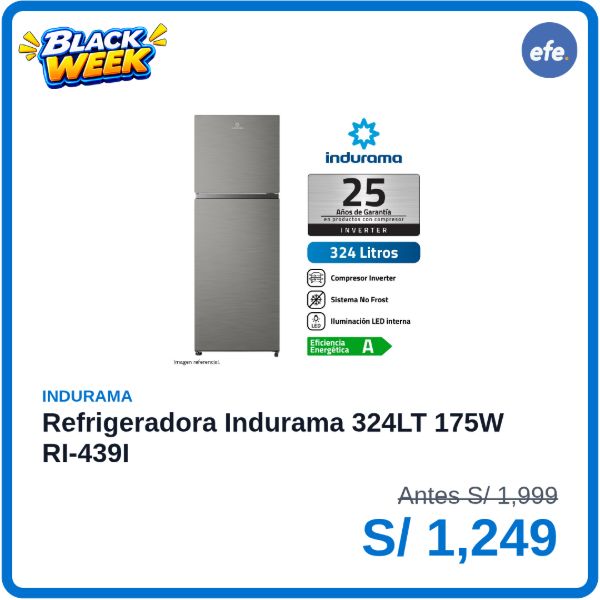 BLACK
WEEK
efe.
indurama
25
Años de Garantía
en productos con compresor
INVERTER
324 Litros
Compresor Inverter
Sistema No Frost
LED
Iluminación LED interna
Eficiencia
Energética
A
Imagen referencial.
INDURAMA
Refrigeradora Indurama 324LT 175W
RI-439I
Antes S/ 1,999
S/ 1,249